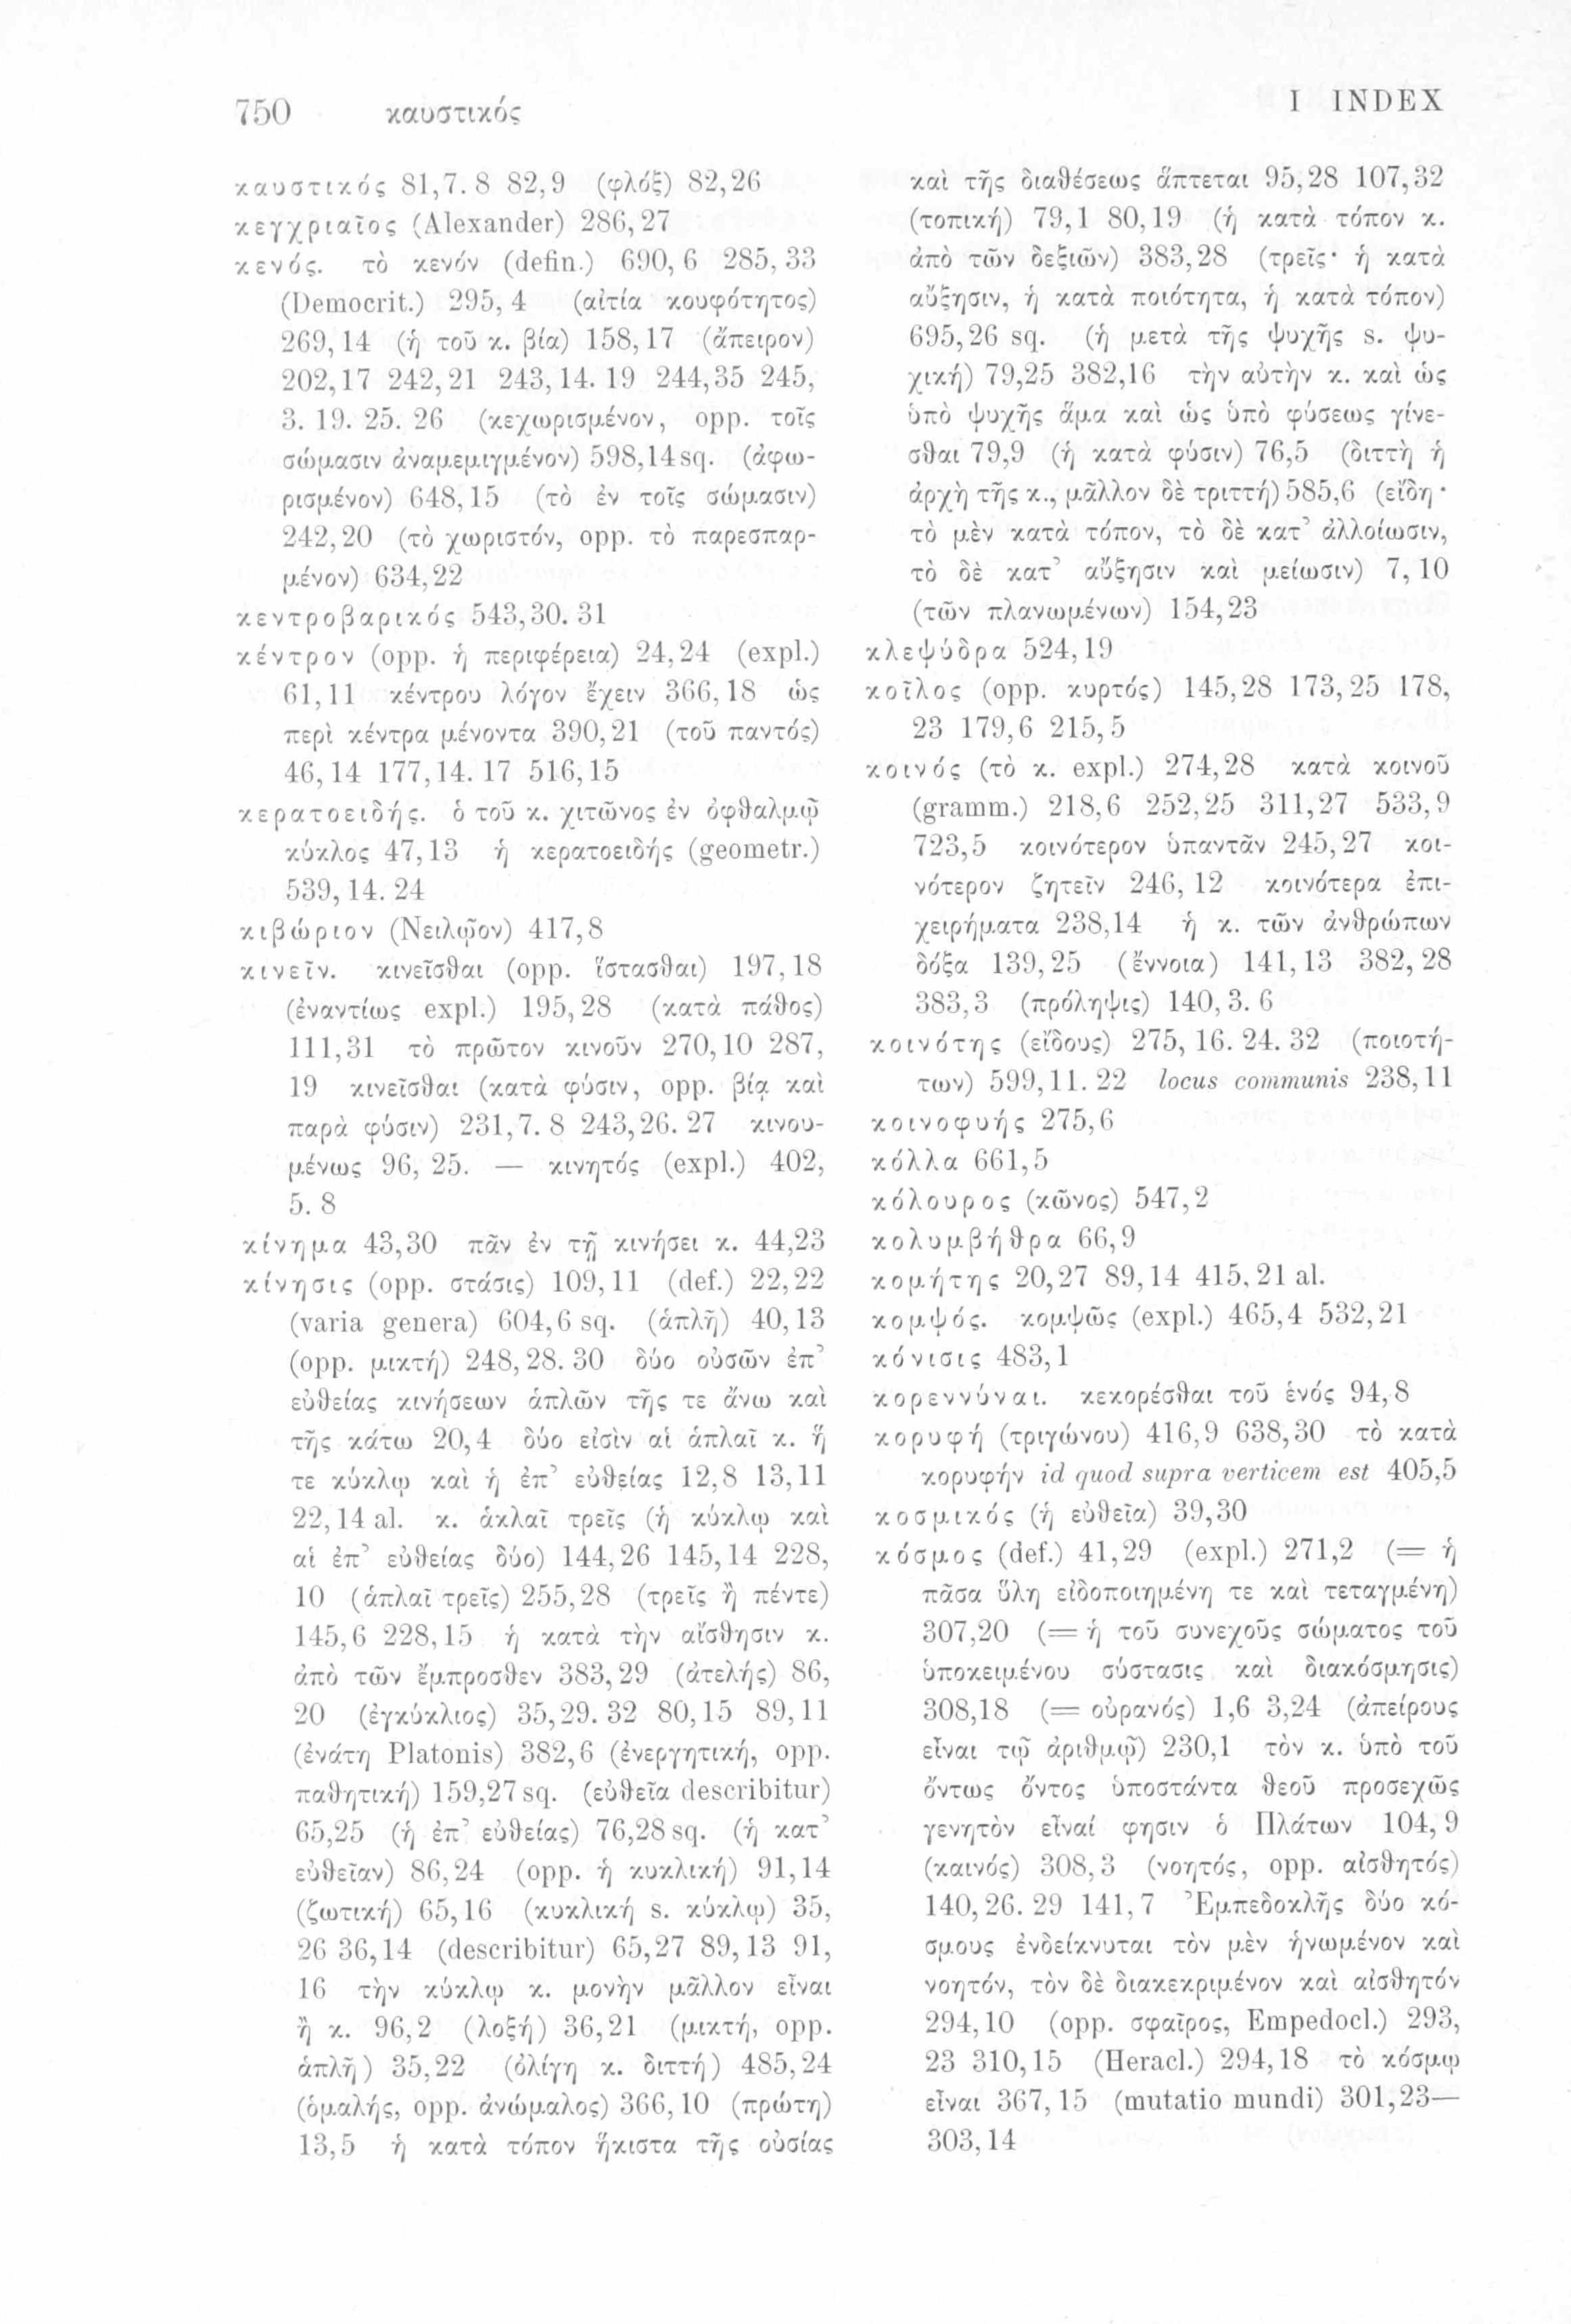 750 καυστικός
I INDEX
καυστικός 81,7. 8 82,9 (φλόξ) 82,26
κεγχριαῖος (Alexander) 286,27
κενός. τὸ κενόν (defin.) 690,6 285,33
(Democrit.) 295,4 (αἰτία κουφότητος)
269,14 (ἡ τοῦ κ. βία) 158,17 (ἄπειρον)
202,17 242,21 243,14. 19 244,35 245,
3. 19. 25. 26 (κεχωρισμένον, opp. τοῖς
σώμασιν ἀναμεμιγμένον) 598,14 sq. (ἀφω-
ρισμένον) 648,15 (τὸ ἐν τοῖς σώμασιν)
242,20 (τὸ χωριστόν, opp. τὸ παρεσπαρ-
μένον) 634,22
κεντροβαρικός 543,30. 31
κέντρον (opp. ἡ περιφέρεια) 24,24 (expl.)
61,11 κέντρου λόγον ἔχειν 366,18 ὡς
περὶ κέντρα μένοντα 390,21 (τοῦ παντός)
46,14 177,14. 17 516,15
κερατοειδής. ὁ τοῦ κ. χιτῶνος ἐν ὀφθαλμῷ
κύκλος 47,13 ἡ κερατοειδής (geometr.)
539,14. 24
κιβώριον (Νειλῷον) 417,8
κινεῖν. κινεῖσθαι (opp. ἵστασθαι) 197,18
(ἐναντίως expl.) 195,28 (κατὰ πάθος)
111,31 τὸ πρῶτον κινοῦν 270,10 287,
19 κινεῖσθαι (κατὰ φύσιν, opp. βίᾳ καὶ
παρὰ φύσιν) 231,7. 8 243,26. 27 κινου-
μένως 96,25. — κινητός (expl.) 402,
5. 8
κίνημα 43,30 πᾶν ἐν τῇ κινήσει κ. 44,23
κίνησις (opp. στάσις) 109,11 (def.) 22,22
(varia genera) 604,6 sq. (ἁπλῆ) 40,13
(opp. μικτή) 248,28. 30 δύο οὐσῶν ἐπ’
εὐθείας κινήσεων ἁπλῶν τῆς τε ἄνω καὶ
τῆς κάτω 20,4 δύο εἰσὶν αἱ ἁπλαῖ κ. ἥ
τε κύκλῳ καὶ ἡ ἐπ’ εὐθείας 12,8 13,11
22,14 al. κ. ἁκλαῖ τρεῖς (ἡ κύκλῳ καὶ
αἱ ἐπ’ εὐθείας δύο) 144,26 145,14 228,
10 (ἁπλαῖ τρεῖς) 255,28 (τρεῖς ἢ πέντε)
145,6 228,15 ἡ κατὰ τὴν αἴσθησιν κ.
ἀπὸ τῶν ἔμπροσθεν 383,29 (ἀτελής) 86,
20 (ἐγκύκλιος) 35,29. 32 80,15 89,11
(ἐνάτη Platonis) 382,6 (ἐνεργητική, opp.
παθητική) 159,27 sq. (εὐθεῖα describitur)
65,25 (ἡ ἐπ’ εὐθείας) 76,28 sq. (ἡ κατ’
εὐθεῖαν) 86,24 (opp. ἡ κυκλική) 91,14
(ζωτική) 65,16 (κυκλική s. κύκλῳ) 35,
26 36,14 (describitur) 65,27 89,13 91,
16 τὴν κύκλῳ κ. μονὴν μᾶλλον εἶναι
ἢ κ. 96,2 (λοξή) 36,21 (μικτή, opp.
ἁπλῆ) 35,22 (ὀλίγη κ. διττή) 485,24
(ὁμαλής, opp. ἀνώμαλος) 366,10 (πρώτη)
13,5 ἡ κατὰ τόπον ἥκιστα τῆς οὐσίας
καὶ τῆς διαθέσεως ἅπτεται 95,28 107,32
(τοπική) 79,1 80,19 (ἡ κατὰ τόπον κ.
ἀπὸ τῶν δεξιῶν) 383,28 (τρεῖς· ἡ κατὰ
αὔξησιν, ἡ κατὰ ποιότητα, ἡ κατὰ τόπον)
695,26 sq. (ἡ μετὰ τῆς ψυχῆς s. ψυ-
χική) 79,25 382,16 τὴν αὐτὴν κ. καὶ ὡς
ὑπὸ ψυχῆς ἅμα καὶ ὡς ὑπὸ φύσεως γίνε-
σθαι 79,9 (ἡ κατὰ φύσιν) 76,5 (διττὴ ἡ
ἀρχὴ τῆς κ., μᾶλλον δὲ τριττή) 585,6 (εἴδη·
τὸ μὲν κατὰ τόπον, τὸ δὲ κατ’ ἀλλοίωσιν,
τὸ δὲ κατ’ αὔξησιν καὶ μείωσιν) 7,10
(τῶν πλανωμένων) 154,23
κλεψύδρα 524,19
κοῖλος (opp. κυρτός) 145,28 173,25 178,
23 179,6 215,5
κοινός (τὸ κ. expl.) 274,28 κατὰ κοινοῦ
(gramm.) 218,6 252,25 311,27 533,9
723,5 κοινότερον ὑπαντᾶν 245,27 κοι-
νότερον ζητεῖν 246,12 κοινότερα ἐπι-
χειρήματα 238,14 ἡ κ. τῶν ἀνθρώπων
δόξα 139,25 (ἔννοια) 141,13 382,28
383,3 (πρόληψις) 140,3. 6
κοινότης (εἴδους) 275,16. 24. 32 (ποιοτή-
των) 599,11. 22 locus communis 238,11
κοινοφυής 275,6
κόλλα 661,5
κόλουρος (κῶνος) 547,2
κολυμβήθρα 66,9
κομήτης 20,27 89,14 415,21 al.
κομψός. κομψῶς (expl.) 465,4 532,21
κόνισις 483,1
κορεννύναι. κεκορέσθαι τοῦ ἑνός 94,8
κορυφή (τριγώνου) 416,9 638,30 τὸ κατὰ
κορυφήν id quod supra verticem est 405,5
κοσμικός (ἡ εὐθεῖα) 39,30
κόσμος (def.) 41,29 (expl.) 271,2 (= ἡ
πᾶσα ὕλη εἰδοποιημένη τε καὶ τεταγμένη)
307,20 (= ἡ τοῦ συνεχοῦς σώματος τοῦ
ὑποκειμένου σύστασις καὶ διακόσμησις)
308,18 (= οὐρανός) 1,6 3,24 (ἀπείρους
εἶναι τῷ ἀριθμῷ) 230,1 τὸν κ. ὑπὸ τοῦ
ὄντως ὄντος ὑποστάντα θεοῦ προσεχῶς
γενητὸν εἶναί φησιν ὁ Πλάτων 104,9
(καινός) 308,3 (νοητός, opp. αἰσθητός)
140,26. 29 141,7 Ἐμπεδοκλῆς δύο κό-
σμους ἐνδείκνυται τὸν μὲν ἡνωμένον καὶ
νοητόν, τὸν δὲ διακεκριμένον καὶ αἰσθητόν
294,10 (opp. σφαῖρος, Empedocl.) 293,
23 310,15 (Heracl.) 294,18 τὸ κόσμῳ
εἶναι 367,15 (mutatio mundi) 301,23—
303,14